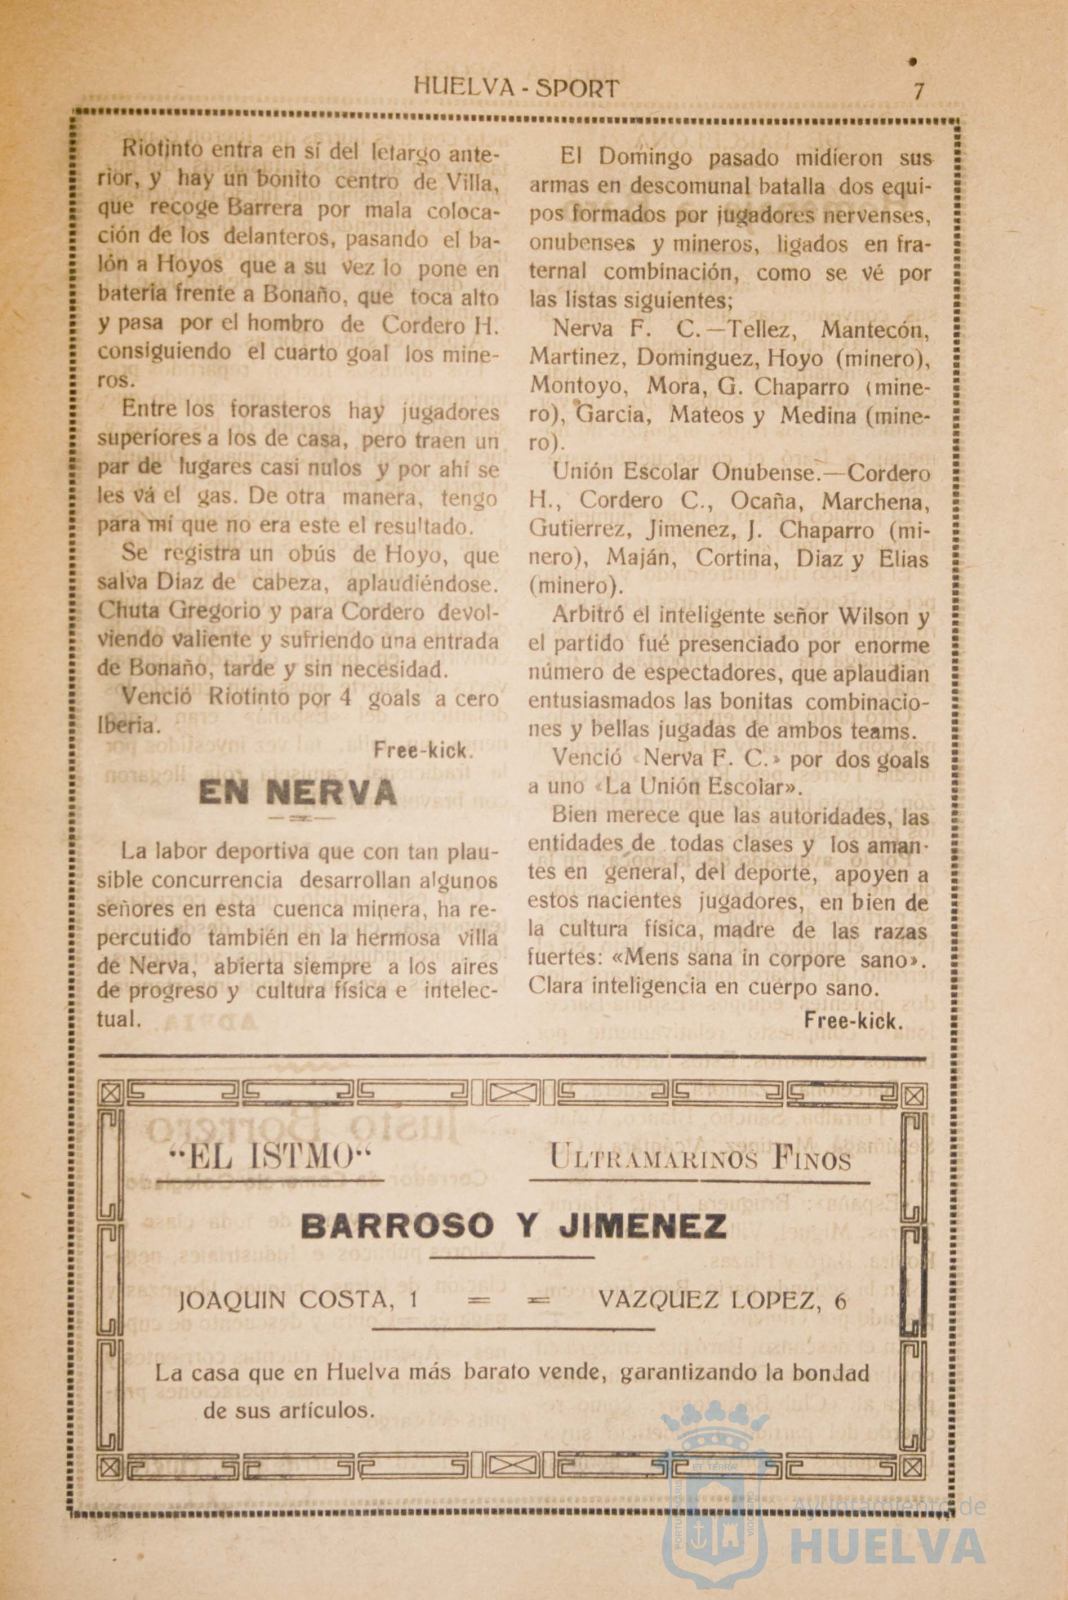 HUELVA - SPORT
7
Riotinto entra en sí del letargo ante-
rior, y hay un bonito centro de Villa,
que recoge Barrera por mala coloca-
ción de los delanteros, pasando el ba-
lón a Hoyos que a su vez lo pone en
bateria frente a Bonaño, que toca alto
y pasa por el hombro de Cordero H.
consiguiendo el cuarto goal los mine-
ros.
Entre los forasteros hay jugadores
superiores a los de casa, pero traen un
par de lugares casi nulos y por ahí se
les vá el gas. De otra manera, tengo
para mí que no era este el resultado.
Se registra un obús de Hoyo, que
salva Diaz de cabeza, aplaudiéndose.
Chuta Gregorio y para Cordero devol-
viendo valiente y sufriendo una entrada
de Bonaño, tarde y sin necesidad.
Venció Riotinto por 4 goals a cero
Iberia.
Free-kick.
EN NERVA
La labor deportiva que con tan plau-
sible concurrencia desarrollan algunos
señores en esta cuenca minera, ha re-
percutido también en la hermosa villa
de Nerva, abierta siempre a los aires
de progreso y cultura física e intelec-
tual.
El Domingo pasado midieron sus
armas en descomunal batalla dos equi-
pos formados por jugadores nervenses,
onubenses y mineros, ligados en fra-
ternal combinación, como se vé por
las listas siguientes;
Nerva F. C.—Tellez, Mantecón,
Martinez, Dominguez, Hoyo (minero),
Montoyo, Mora, G. Chaparro (mine-
ro), Garcia, Mateos y Medina (mine-
ro).
Unión Escolar Onubense.—Cordero
H., Cordero C., Ocaña, Marchena,
Gutierrez, Jimenez, J. Chaparro (mi-
nero), Maján, Cortina, Diaz y Elias
(minero).
Arbitró el inteligente señor Wilson y
el partido fué presenciado por enorme
número de espectadores, que aplaudian
entusiasmados las bonitas combinacio-
nes y bellas jugadas de ambos teams.
Venció «Nerva F. C.» por dos goals
a uno «La Unión Escolar».
Bien merece que las autoridades, las
entidades de todas clases y los aman-
tes en general, del deporte, apoyen a
estos nacientes jugadores, en bien de
la cultura física, madre de las razas
fuertes: «Mens sana in corpore sano».
Clara inteligencia en cuerpo sano.
Free-kick.
"EL ISTMO"
ULTRAMARINOS FINOS
BARROSO Y JIMENEZ
JOAQUIN COSTA, 1 = = VAZQUEZ LOPEZ, 6
La casa que en Huelva más barato vende, garantizando la bondad
de sus artículos.
Ayuntamiento de
HUELVA